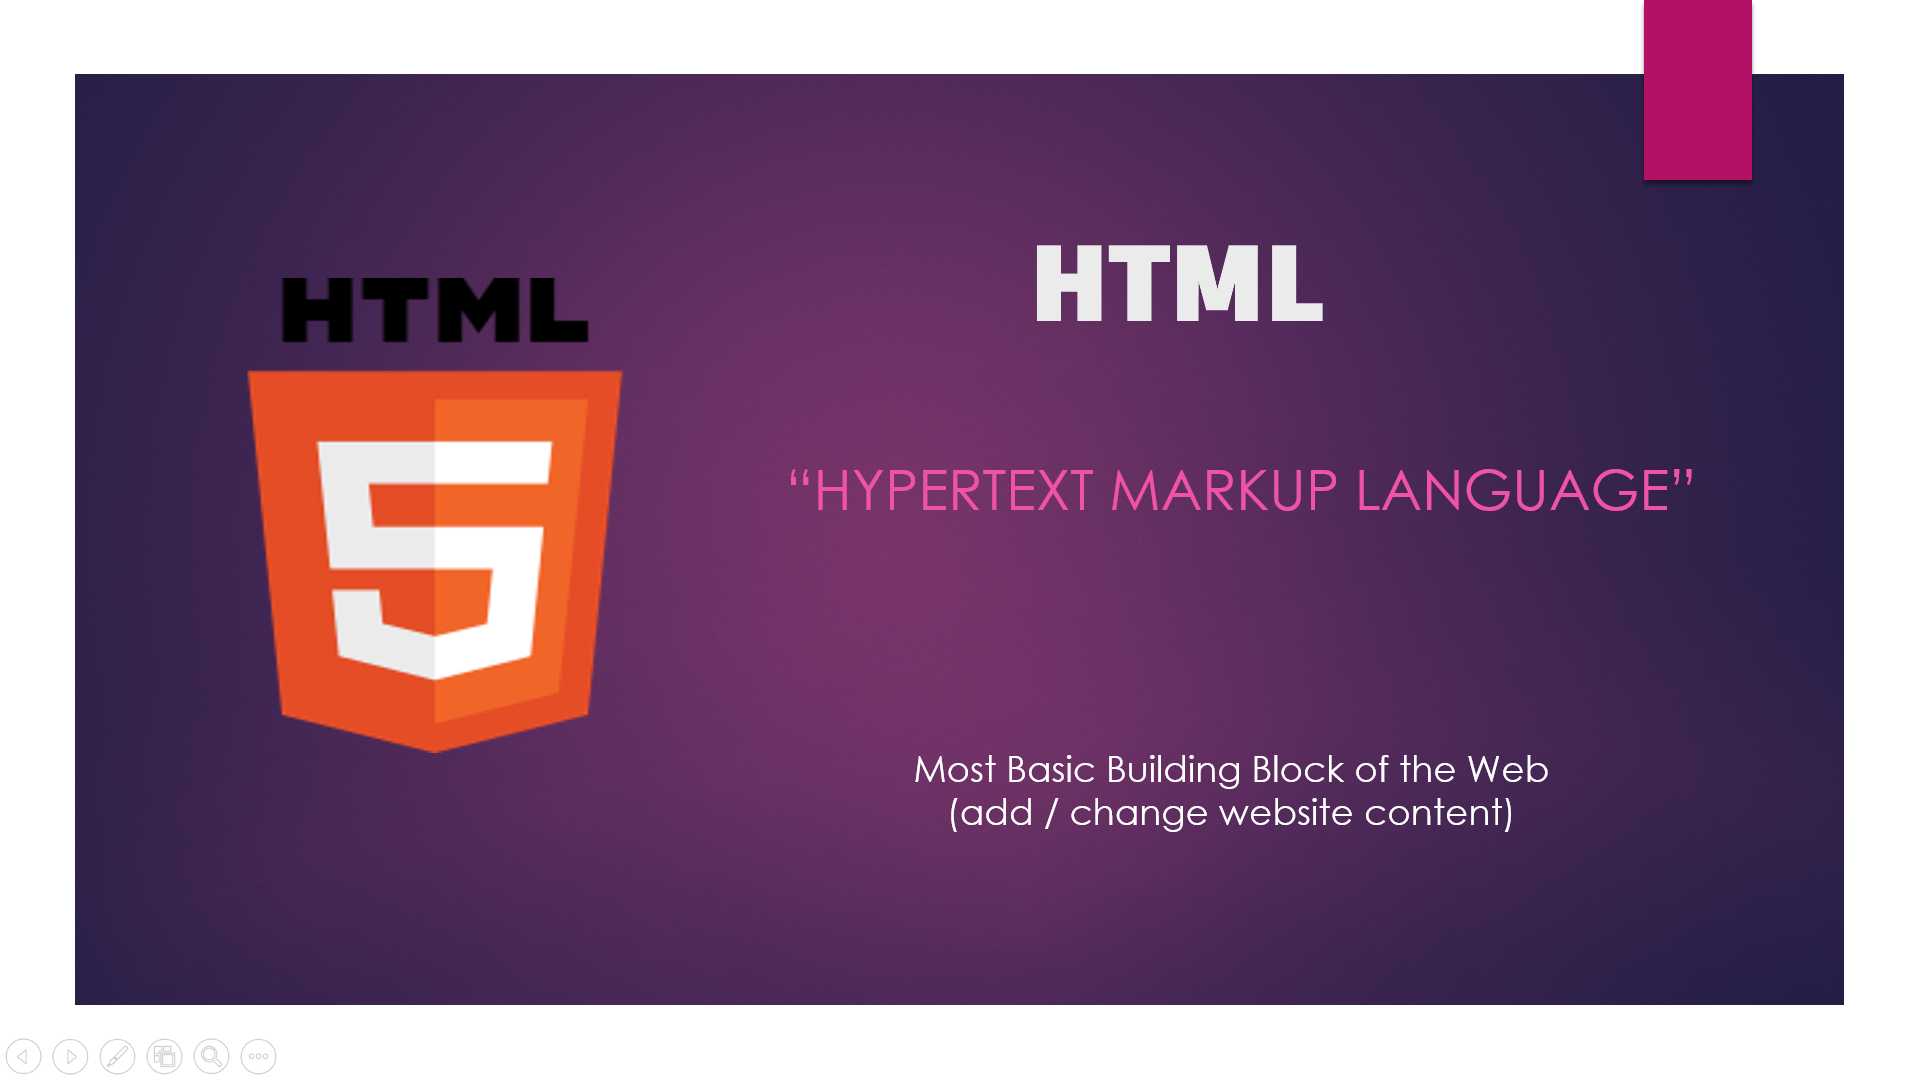 HTML
5
HTML
“HYPERTEXT MARKUP LANGUAGE”
Most Basic Building Block of the Web
(add / change website content)